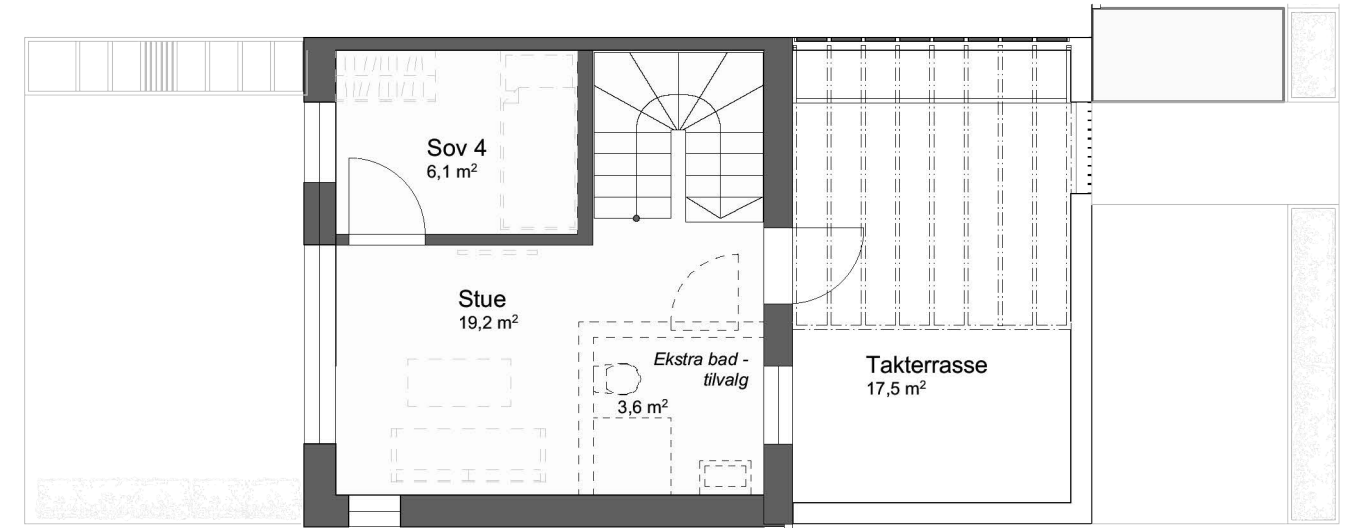 Sov 4
6,1 m²
Stue
19,2 m²
Ekstra bad -
tilvalg
3,6 m²
Takterrasse
17,5 m²